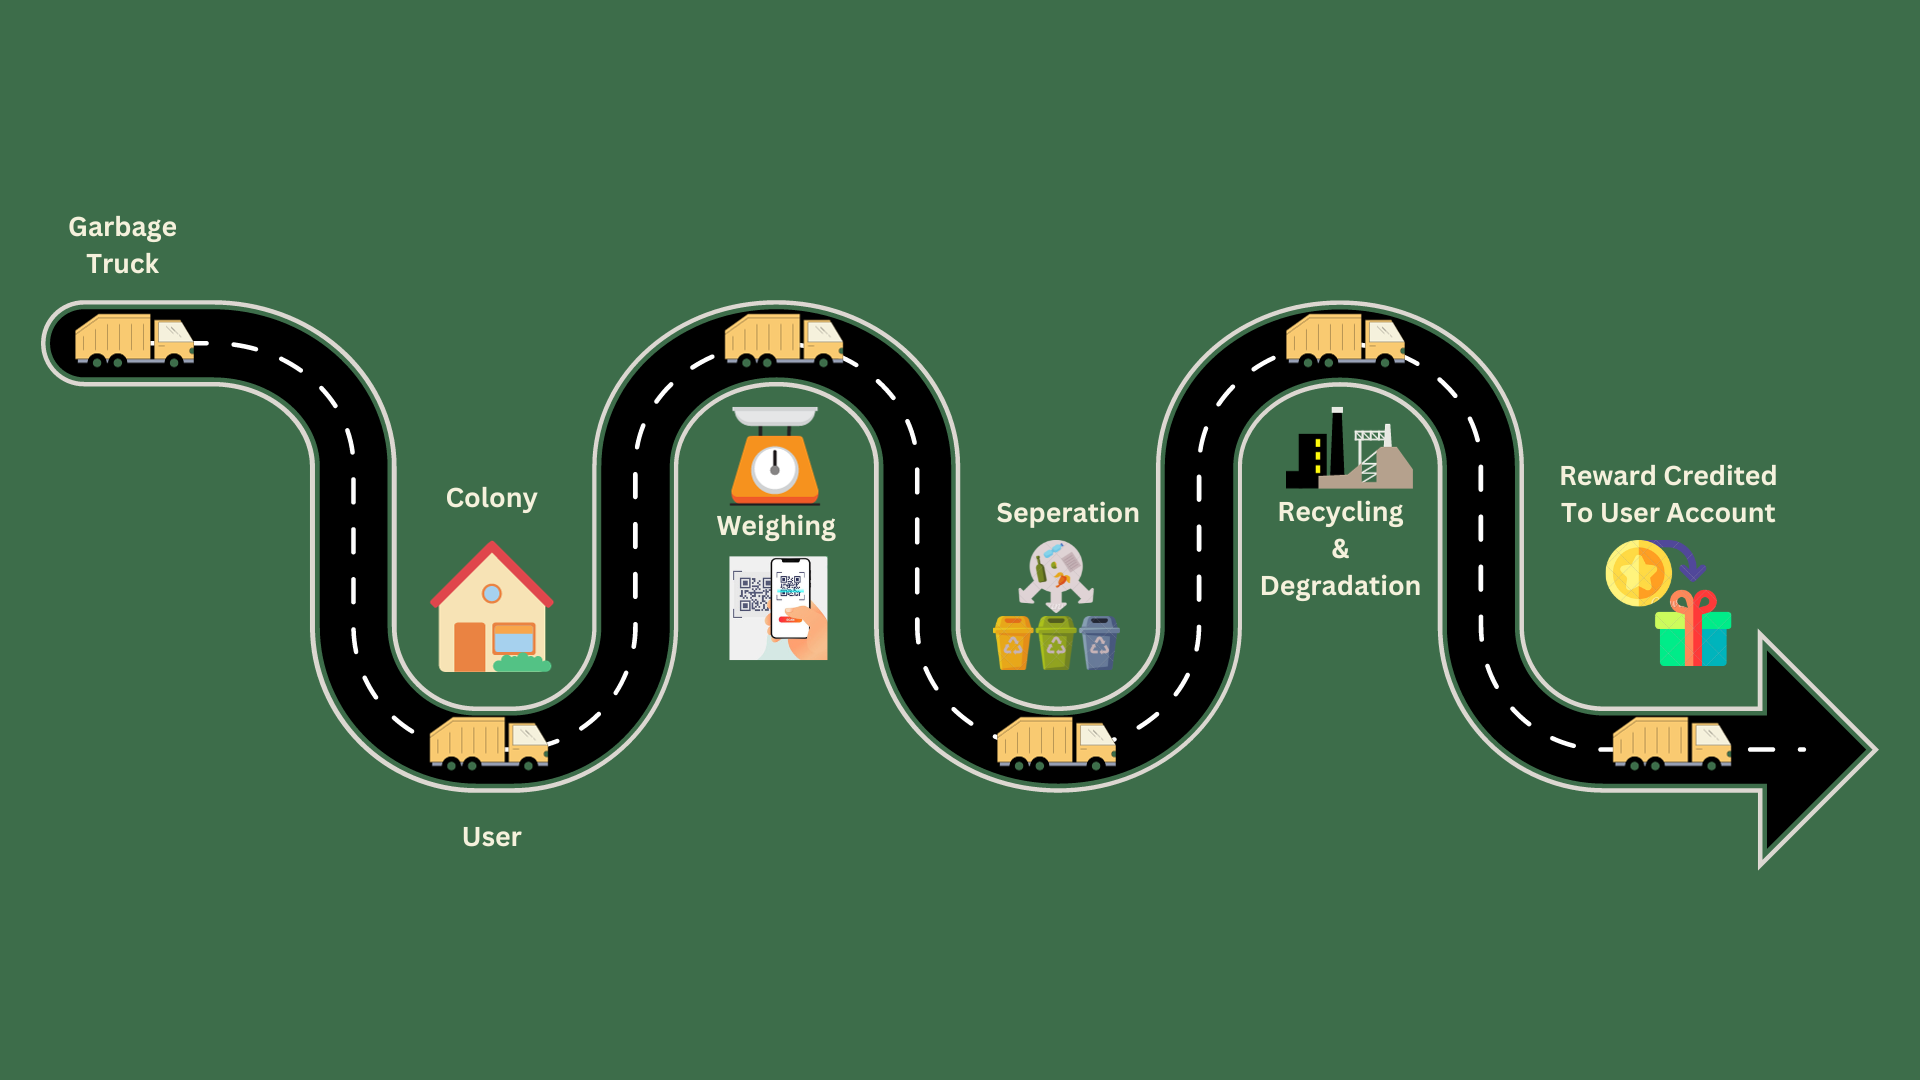 Garbage
Truck
Colony
User
Weighing
Seperation
Recycling
&
Degradation
Reward Credited
To User Account